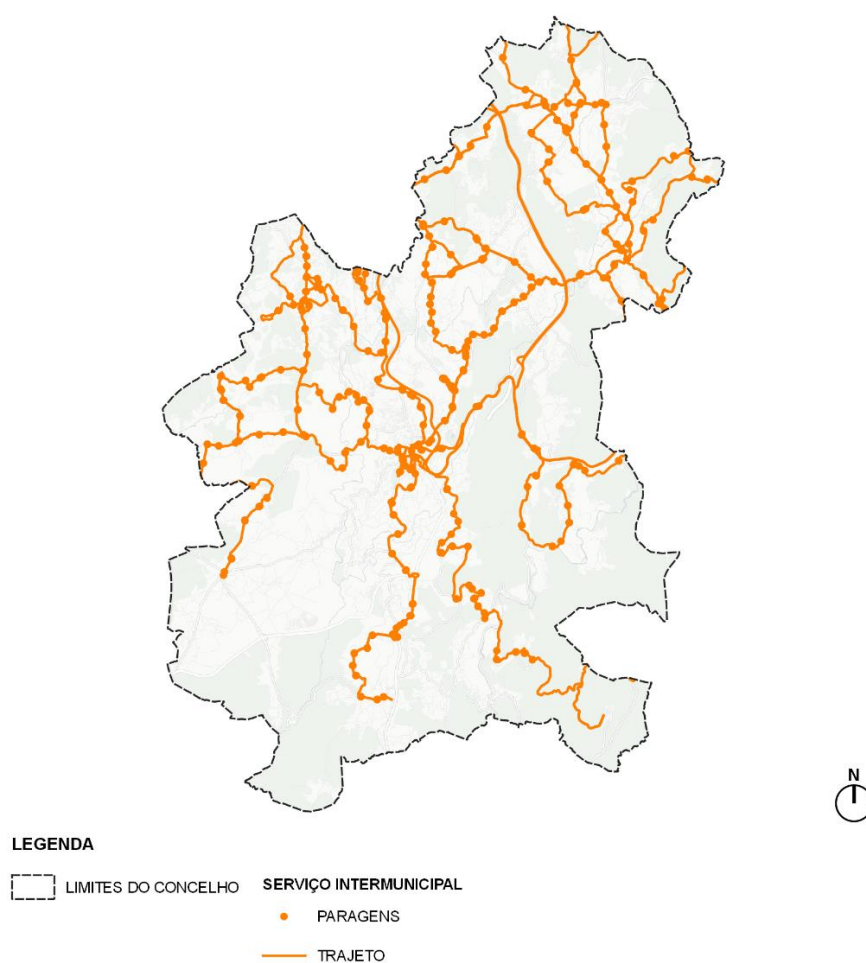 N
LEGENDA
LIMITES DO CONCELHO
SERVIÇO INTERMUNICIPAL
PARAGENS
TRAJETO